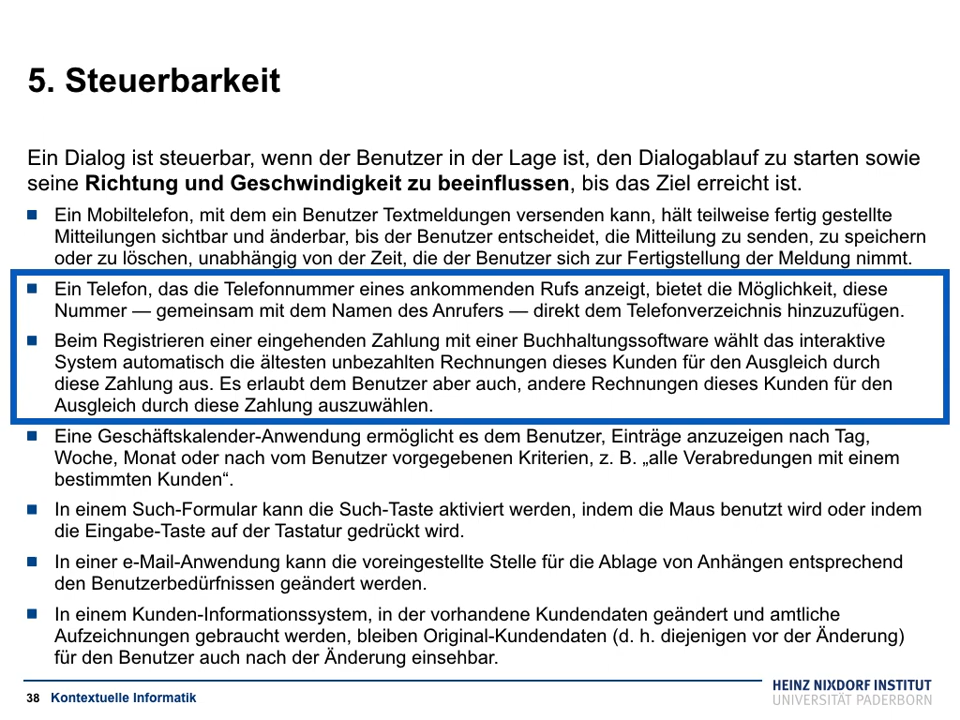 5. Steuerbarkeit
Ein Dialog ist steuerbar, wenn der Benutzer in der Lage ist, den Dialogablauf zu starten sowie
seine Richtung und Geschwindigkeit zu beeinflussen, bis das Ziel erreicht ist.
Ein Mobiltelefon, mit dem ein Benutzer Textmeldungen versenden kann, hält teilweise fertig gestellte
Mitteilungen sichtbar und änderbar, bis der Benutzer entscheidet, die Mitteilung zu senden, zu speichern
oder zu löschen, unabhängig von der Zeit, die der Benutzer sich zur Fertigstellung der Meldung nimmt.
Ein Telefon, das die Telefonnummer eines ankommenden Rufs anzeigt, bietet die Möglichkeit, diese
Nummer — gemeinsam mit dem Namen des Anrufers — direkt dem Telefonverzeichnis hinzuzufügen.
Beim Registrieren einer eingehenden Zahlung mit einer Buchhaltungssoftware wählt das interaktive
System automatisch die ältesten unbezahlten Rechnungen dieses Kunden für den Ausgleich durch
diese Zahlung aus. Es erlaubt dem Benutzer aber auch, andere Rechnungen dieses Kunden für den
Ausgleich durch diese Zahlung auszuwählen.
Eine Geschäftskalender-Anwendung ermöglicht es dem Benutzer, Einträge anzuzeigen nach Tag,
Woche, Monat oder nach vom Benutzer vorgegebenen Kriterien, z. B. „alle Verabredungen mit einem
bestimmten Kunden“.
In einem Such-Formular kann die Such-Taste aktiviert werden, indem die Maus benutzt wird oder indem
die Eingabe-Taste auf der Tastatur gedrückt wird.
In einer e-Mail-Anwendung kann die voreingestellte Stelle für die Ablage von Anhängen entsprechend
den Benutzerbedürfnissen geändert werden.
In einem Kunden-Informationssystem, in der vorhandene Kundendaten geändert und amtliche
Aufzeichnungen gebraucht werden, bleiben Original-Kundendaten (d. h. diejenigen vor der Änderung)
für den Benutzer auch nach der Änderung einsehbar.
38 Kontextuelle Informatik
HEINZ NIXDORF INSTITUT
UNIVERSITÄT PADERBORN